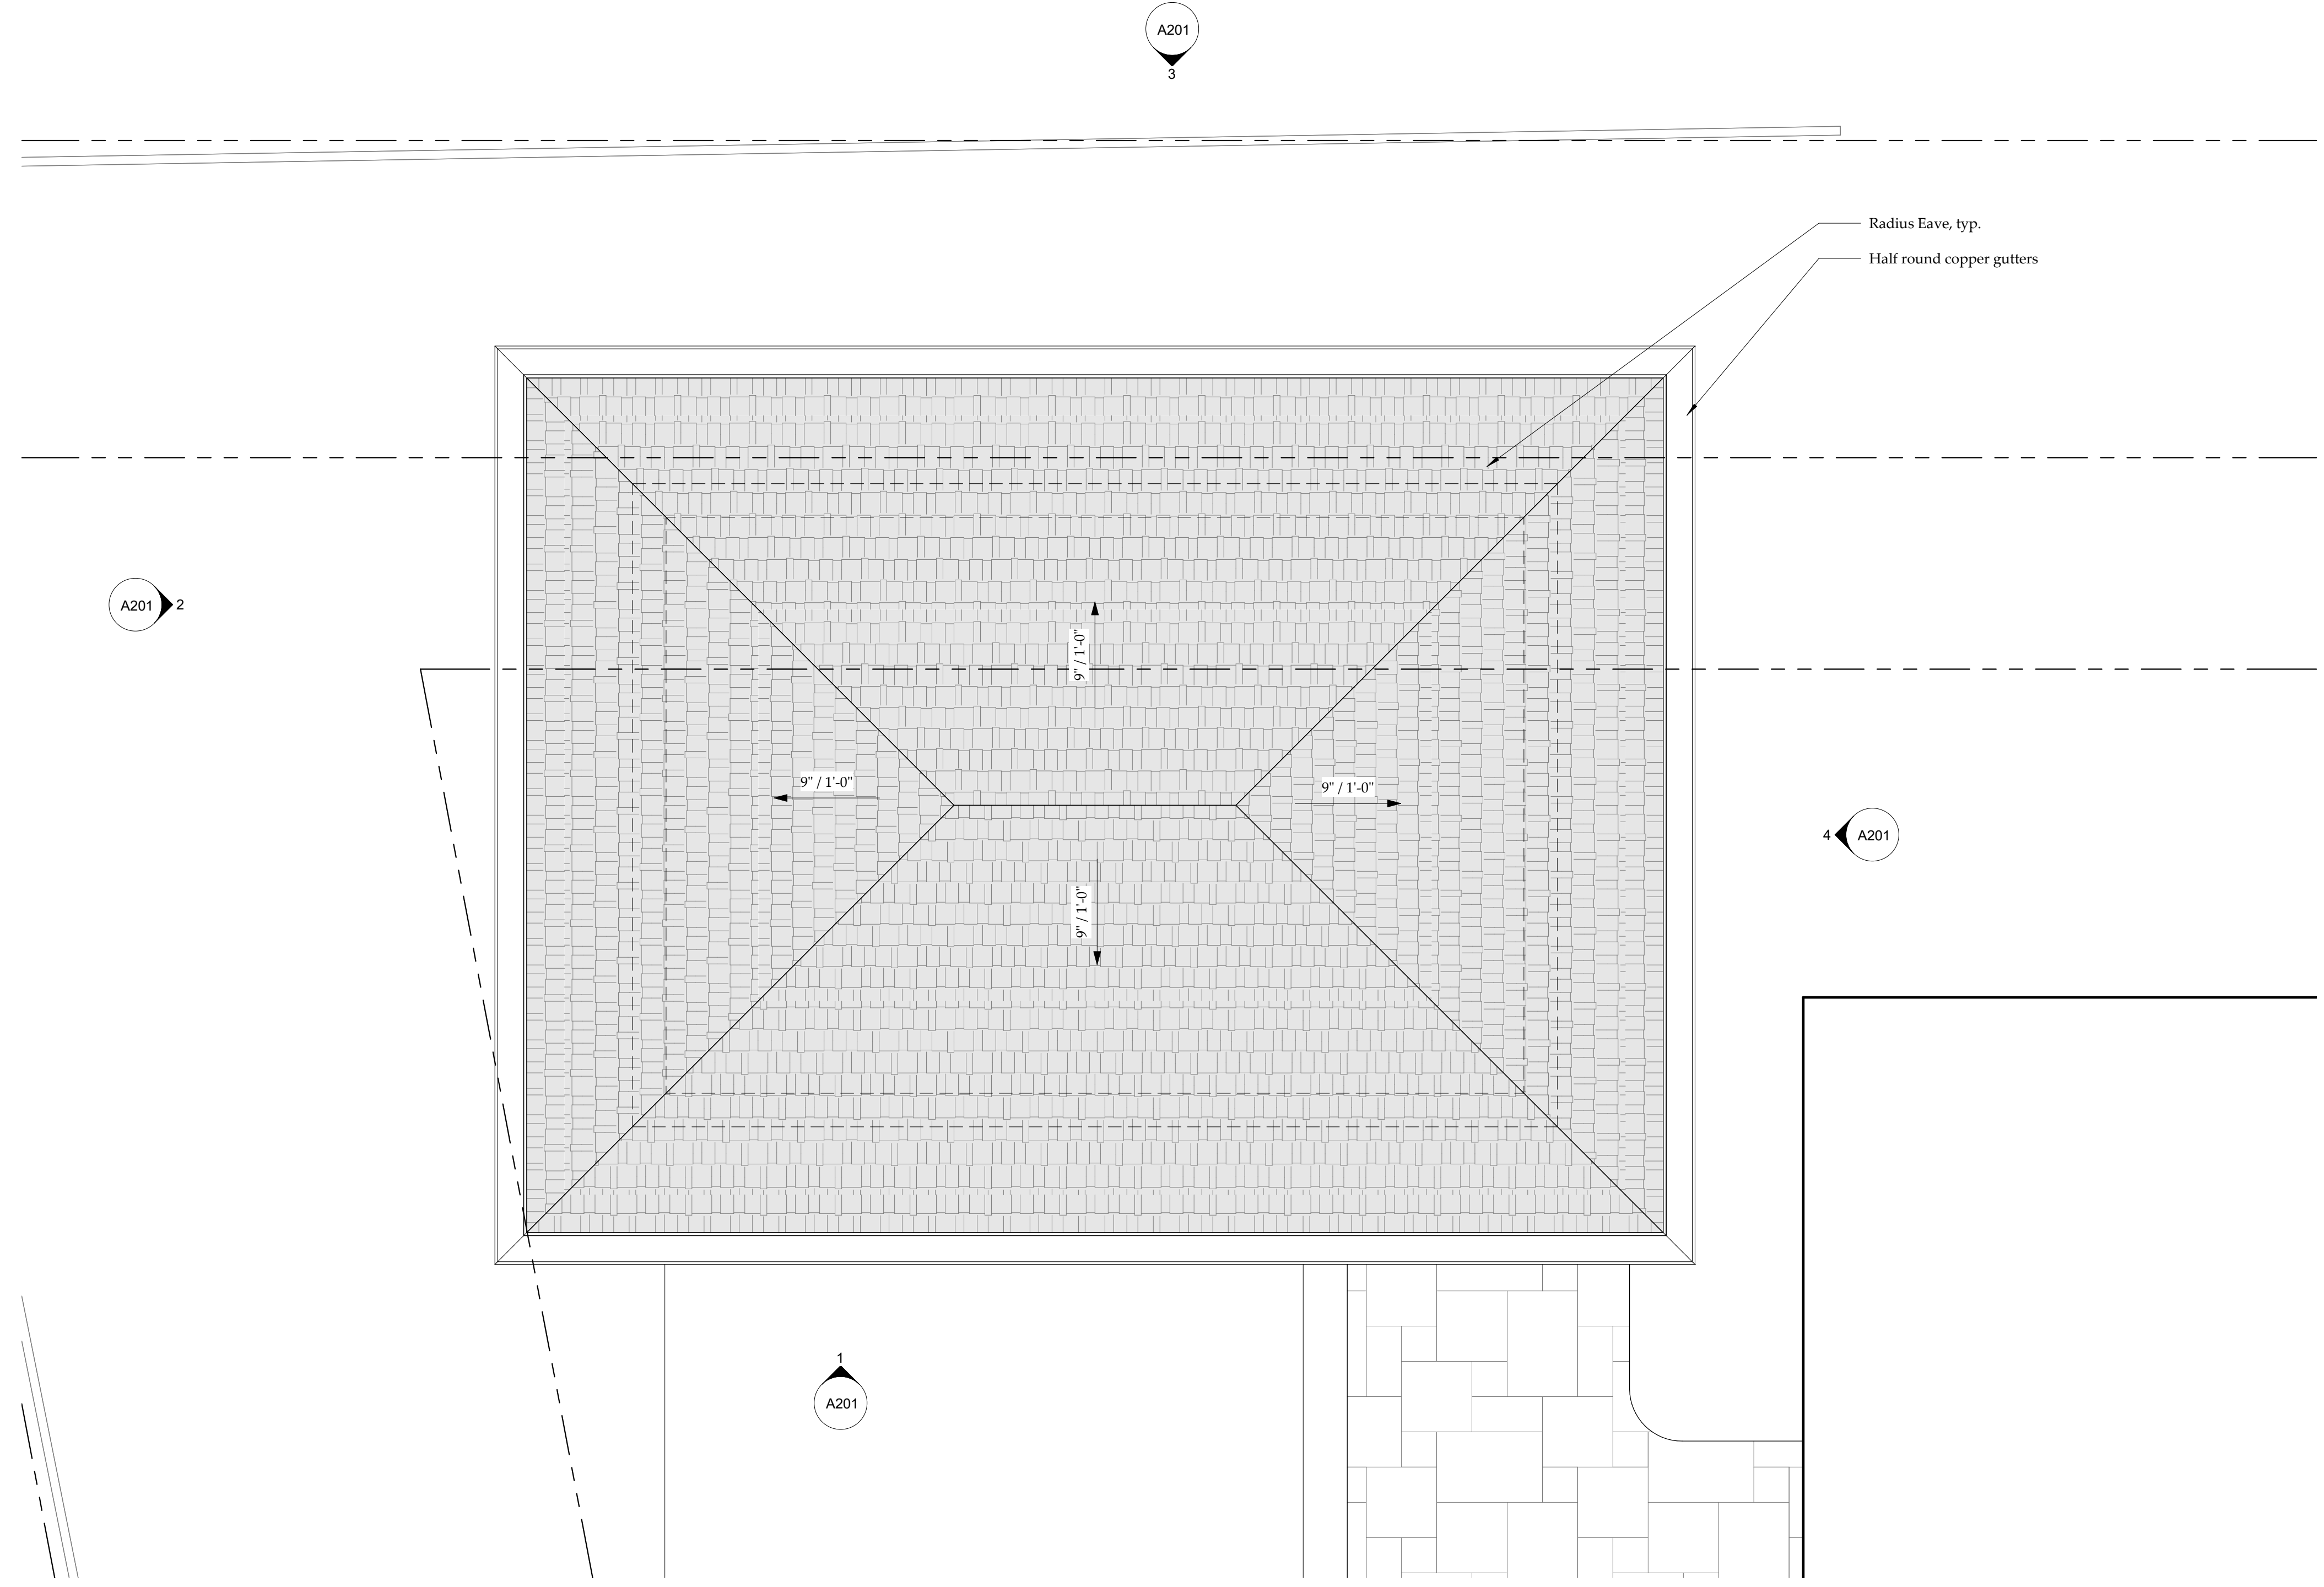 A201
3
Radius Eave, typ.
Half round copper gutters
A201
2
9" / 1'-0"
9" / 1'-0"
9" / 1'-0"
4
A201
9" / 1'-0"
1
A201